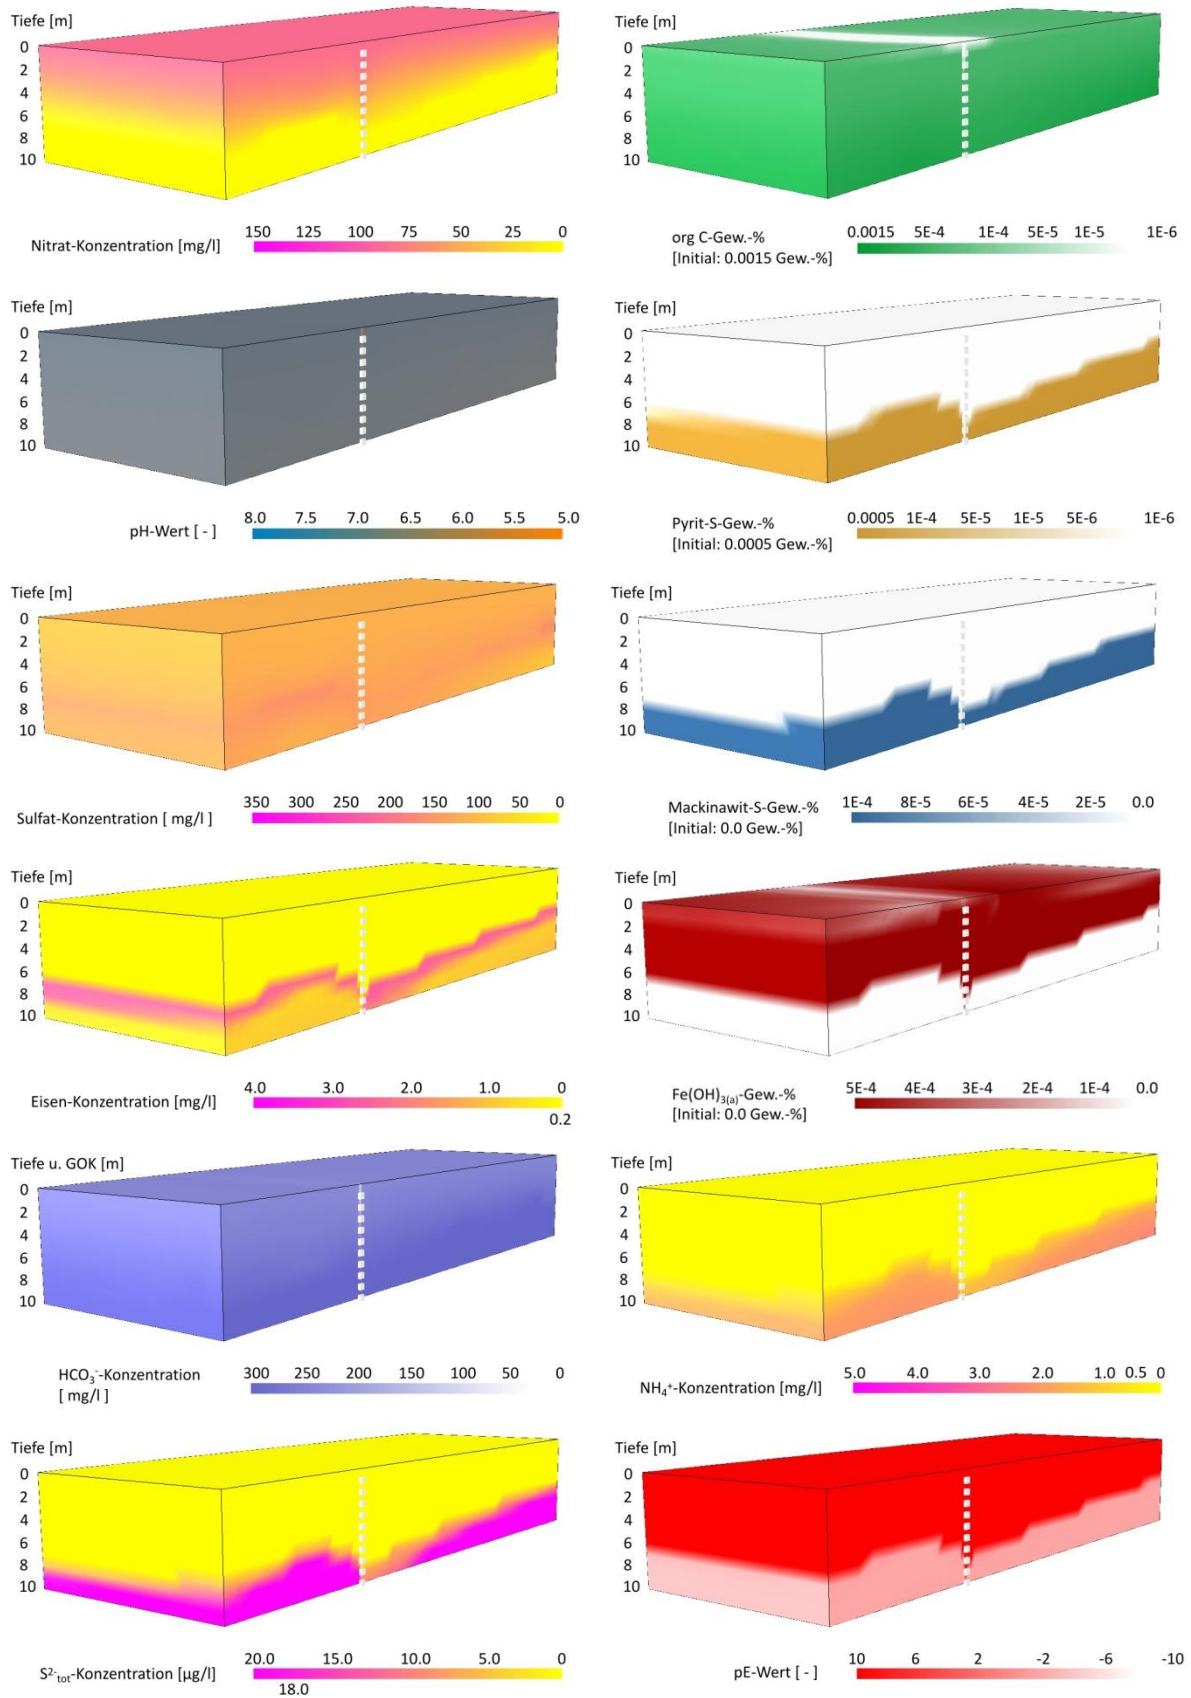 Tiefe [m]
0
2
4
6
8
10
Nitrat-Konzentration [mg/l]
150 125 100 75 50 25 0
Tiefe [m]
0
2
4
6
8
10
org C-Gew.-%
[Initial: 0.0015 Gew.-%]
0.0015 5E-4 1E-4 5E-5 1E-5 1E-6
Tiefe [m]
0
2
4
6
8
10
pH-Wert [ - ]
8.0 7.5 7.0 6.5 6.0 5.5 5.0
Tiefe [m]
0
2
4
6
8
10
Pyrit-S-Gew.-%
[Initial: 0.0005 Gew.-%]
0.0005 1E-4 5E-5 1E-5 5E-6 1E-6
Tiefe [m]
0
2
4
6
8
10
Sulfat-Konzentration [ mg/l ]
350 300 250 200 150 100 50 0
Tiefe [m]
0
2
4
6
8
10
Mackinawit-S-Gew.-%
[Initial: 0.0 Gew.-%]
1E-4 8E-5 6E-5 4E-5 2E-5 0.0
Tiefe [m]
0
2
4
6
8
10
Eisen-Konzentration [mg/l]
4.0 3.0 2.0 1.0 0
0.2
Tiefe [m]
0
2
4
6
8
10
Fe(OH)₃₍ₐ₎-Gew.-%
[Initial: 0.0 Gew.-%]
5E-4 4E-4 3E-4 2E-4 1E-4 0.0
Tiefe u. GOK [m]
0
2
4
6
8
10
HCO₃⁻-Konzentration
[ mg/l ]
300 250 200 150 100 50 0
Tiefe [m]
0
2
4
6
8
10
NH₄⁺-Konzentration [mg/l]
5.0 4.0 3.0 2.0 1.0 0.5 0
Tiefe [m]
0
2
4
6
8
10
S²⁻tot-Konzentration [µg/l]
20.0 15.0 10.0 5.0 0
18.0
Tiefe [m]
0
2
4
6
8
10
pE-Wert [ - ]
10 6 2 -2 -6 -10